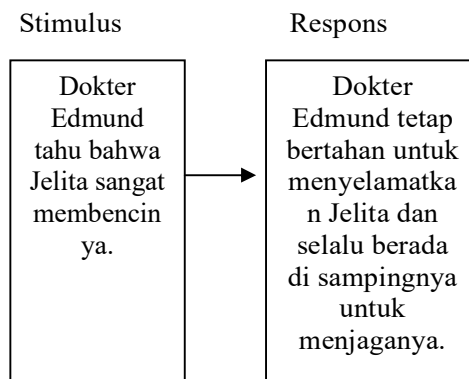 Stimulus
Respons
Dokter
Edmund
tahu bahwa
Jelita sangat
membencin
ya.
Dokter
Edmund tetap
bertahan untuk
menyelamatka
n Jelita dan
selalu berada
di sampingnya
untuk
menjaganya.